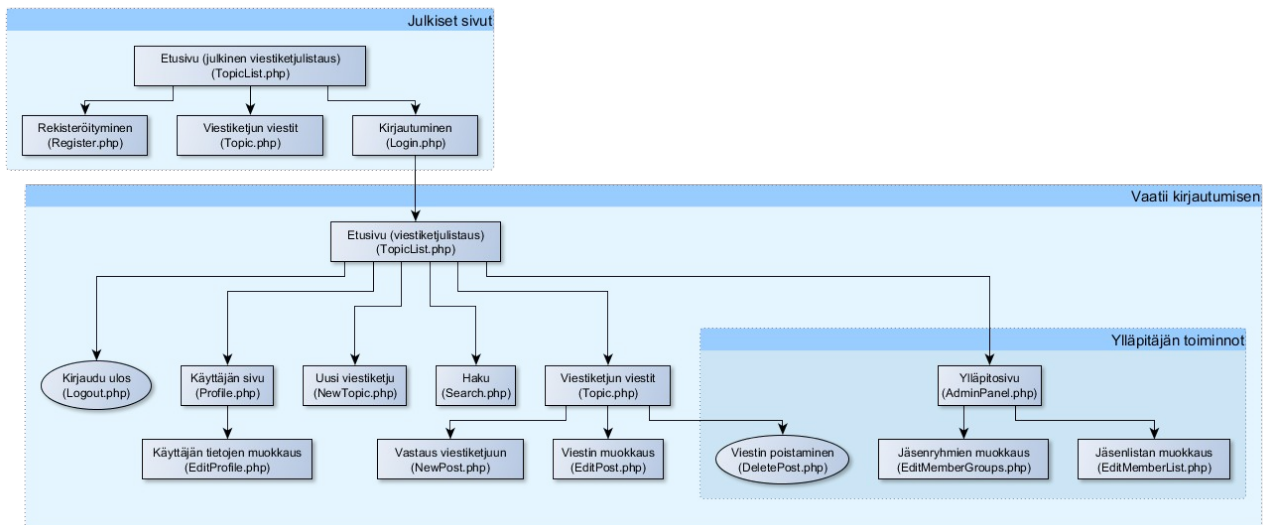 Julkiset sivut
Etusivu (julkinen viestiketjulistaus)
(TopicList.php)
Rekisteröityminen
(Register.php)
Viestiketjun viestit
(Topic.php)
Kirjautuminen
(Login.php)
Vaatii kirjautumisen
Etusivu (viestiketjulistaus)
(TopicList.php)
Ylläpitäjän toiminnot
Kirjaudu ulos
(Logout.php)
Käyttäjän sivu
(Profile.php)
Uusi viestiketju
(NewTopic.php)
Haku
(Search.php)
Viestiketjun viestit
(Topic.php)
Ylläpitosivu
(AdminPanel.php)
Käyttäjän tietojen muokkaus
(EditProfile.php)
Vastaus viestiketjuun
(NewPost.php)
Viestin muokkaus
(EditPost.php)
Viestin poistaminen
(DeletePost.php)
Jäsenryhmien muokkaus
(EditMemberGroups.php)
Jäsenlistan muokkaus
(EditMemberList.php)